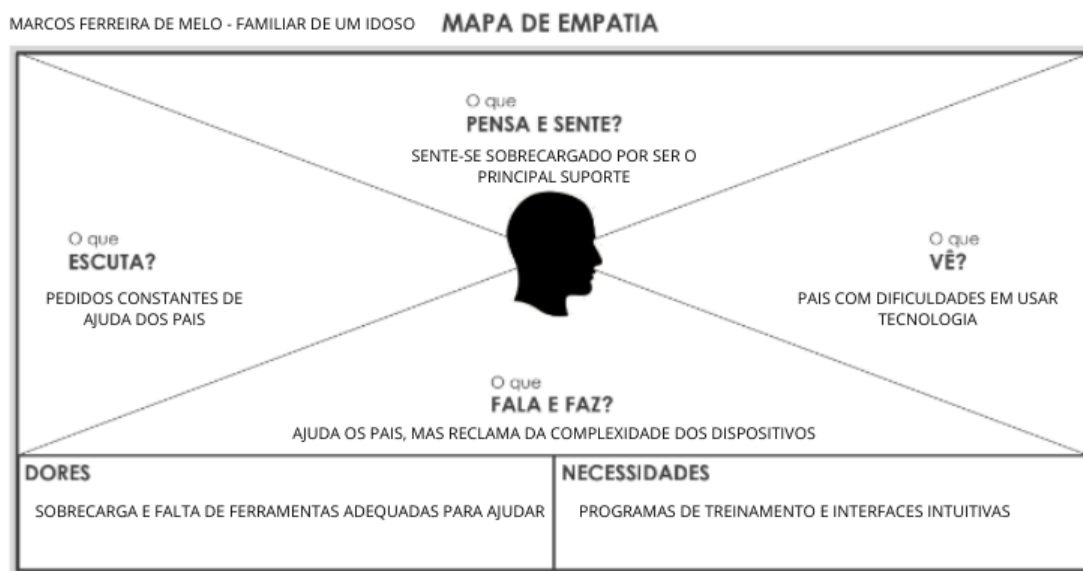 MARCOS FERREIRA DE MELO - FAMILIAR DE UM IDOSO MAPA DE EMPATIA
O que
PENSA E SENTE?
SENTE-SE SOBRECARGADO POR SER O
PRINCIPAL SUPORTE
O que
ESCUTA?
PEDIDOS CONSTANTES DE
AJUDA DOS PAIS
O que
VÊ?
PAIS COM DIFICULDADES EM USAR
TECNOLOGIA
O que
FALA E FAZ?
AJUDA OS PAIS, MAS RECLAMA DA COMPLEXIDADE DOS DISPOSITIVOS
DORES
SOBRECARGA E FALTA DE FERRAMENTAS ADEQUADAS PARA AJUDAR
NECESSIDADES
PROGRAMAS DE TREINAMENTO E INTERFACES INTUITIVAS